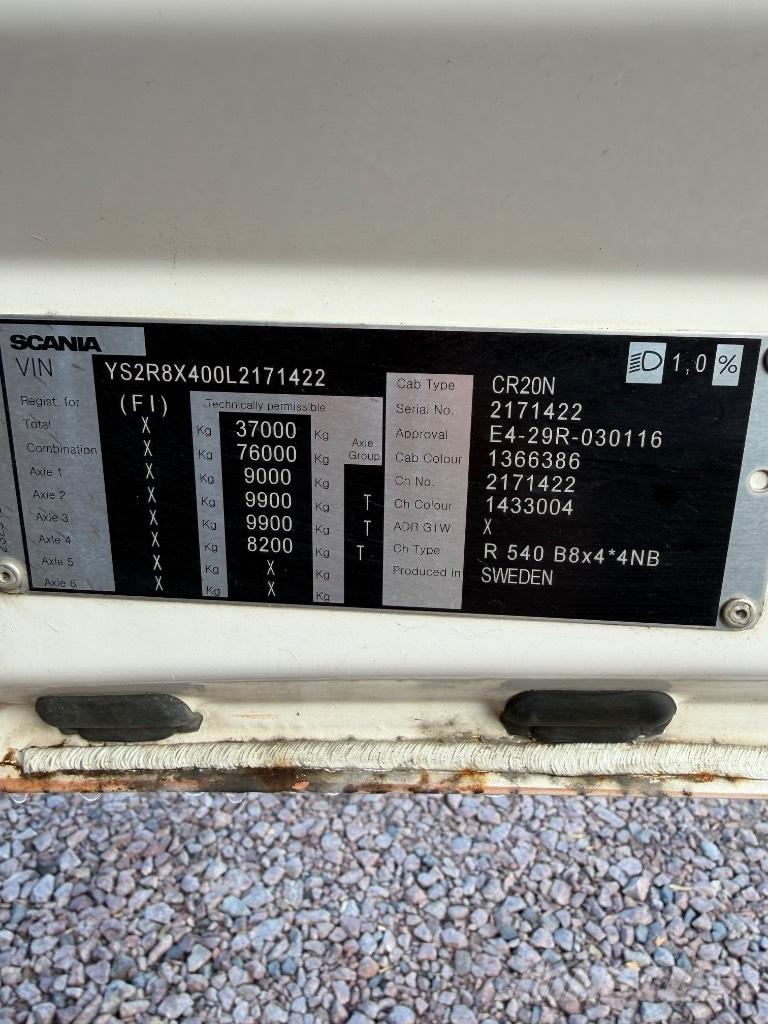 SCANIA
VIN YS2R8X400L2171422
Regist. for (FI) Technically permissible
Total X Kg 37000 Kg Axle Group
Combination X Kg 76000 Kg
Axle 1 X Kg 9000 Kg
Axle 2 X Kg 9900 Kg T
Axle 3 X Kg 9900 Kg T
Axle 4 X Kg 8200 Kg T
Axle 5 X Kg X Kg
Axle 6 X Kg X Kg
1,0 %
Cab Type CR20N
Serial No. 2171422
Approval E4-29R-030116
Cab Colour 1366386
Ch No. 2171422
Ch Colour 1433004
ADR GTW X
Ch Type R 540 B8x4*4NB
Produced in SWEDEN